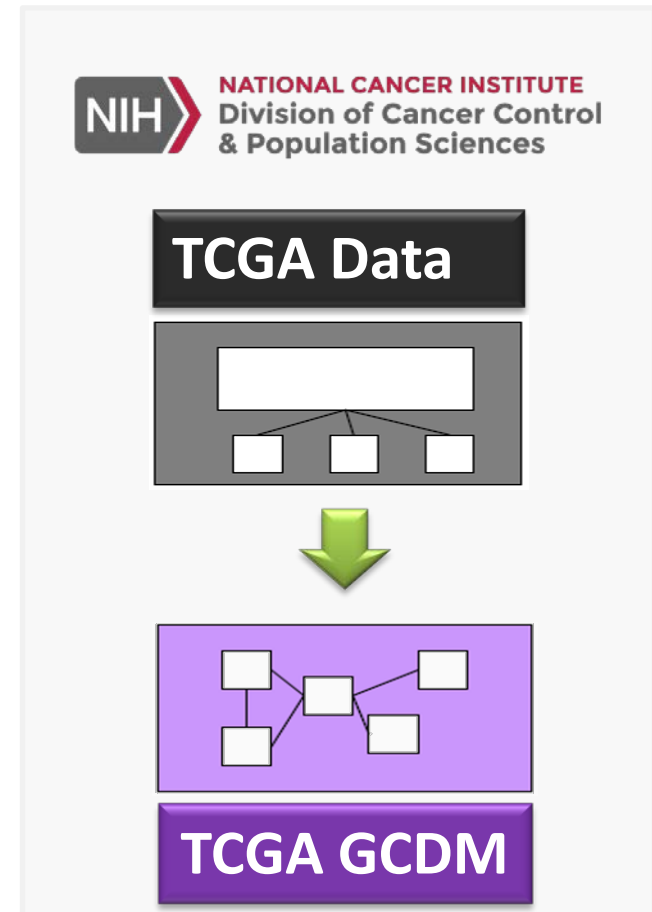 NIH
NATIONAL CANCER INSTITUTE
Division of Cancer Control
& Population Sciences
TCGA Data
TCGA GCDM